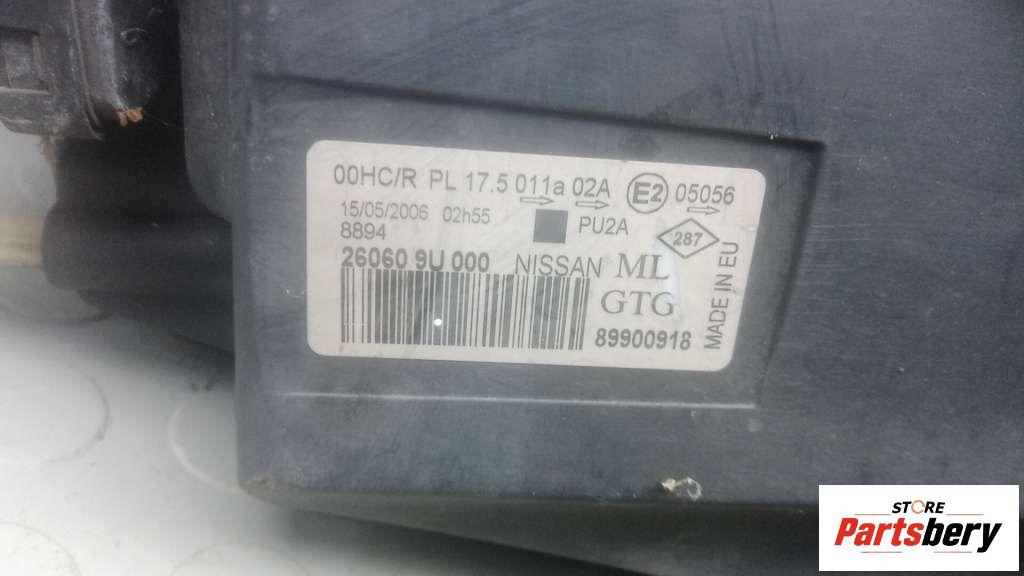 00HC/R PL 17.5 011a 02A E2 05056
15/05/2006 02h55 PU2A
8894
287
26060 9U 000 NISSAN ML
GTG
89900918
MADE IN EU
STORE
Partsbery